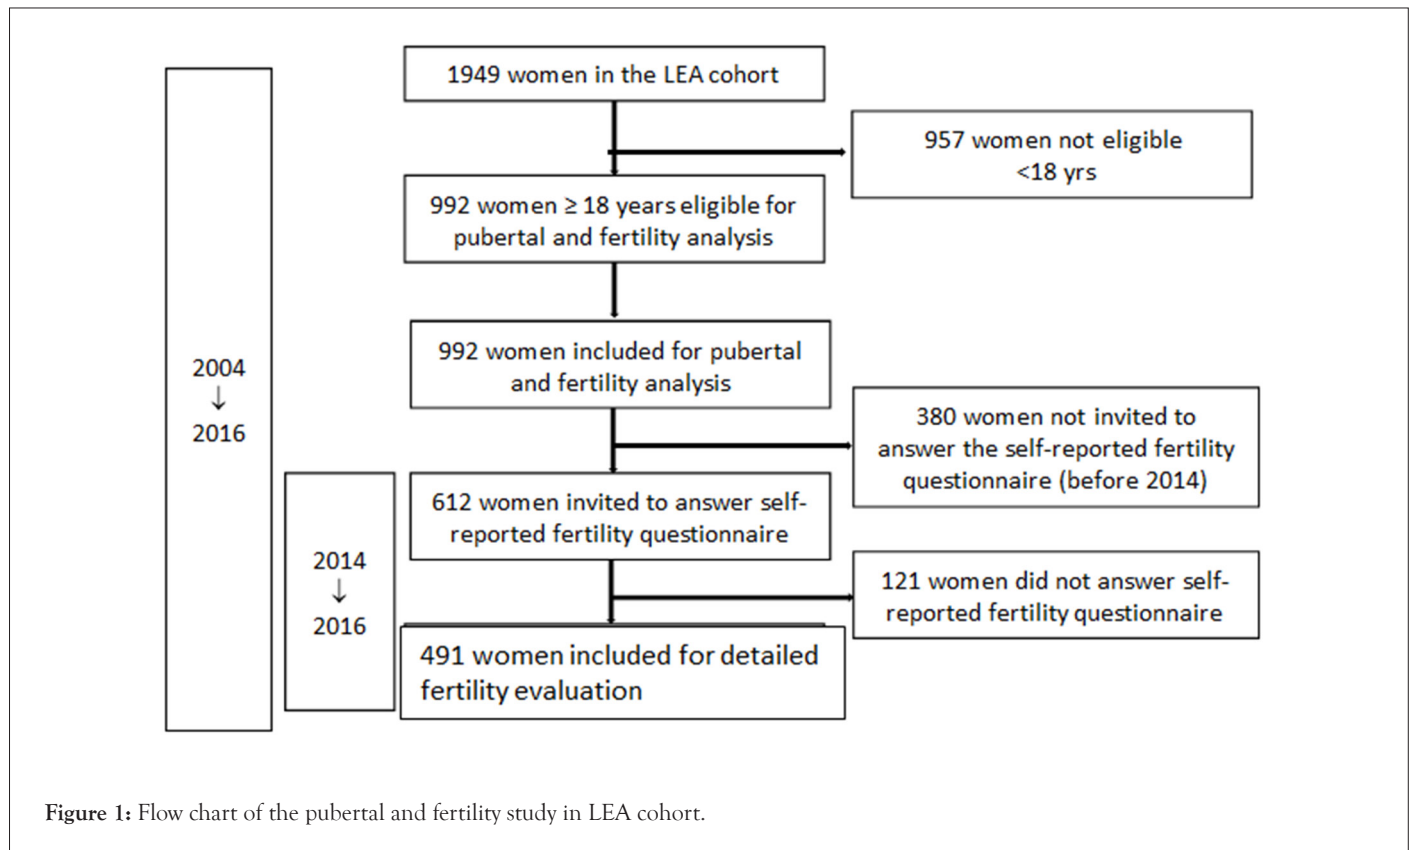 1949 women in the LEA cohort
957 women not eligible
<18 yrs
992 women ≥ 18 years eligible for
pubertal and fertility analysis
992 women included for pubertal
and fertility analysis
2004
↓
2016
380 women not invited to
answer the self-reported fertility
questionnaire (before 2014)
612 women invited to answer self-
reported fertility questionnaire
2014
↓
2016
121 women did not answer self-
reported fertility questionnaire
491 women included for detailed
fertility evaluation
Figure 1: Flow chart of the pubertal and fertility study in LEA cohort.